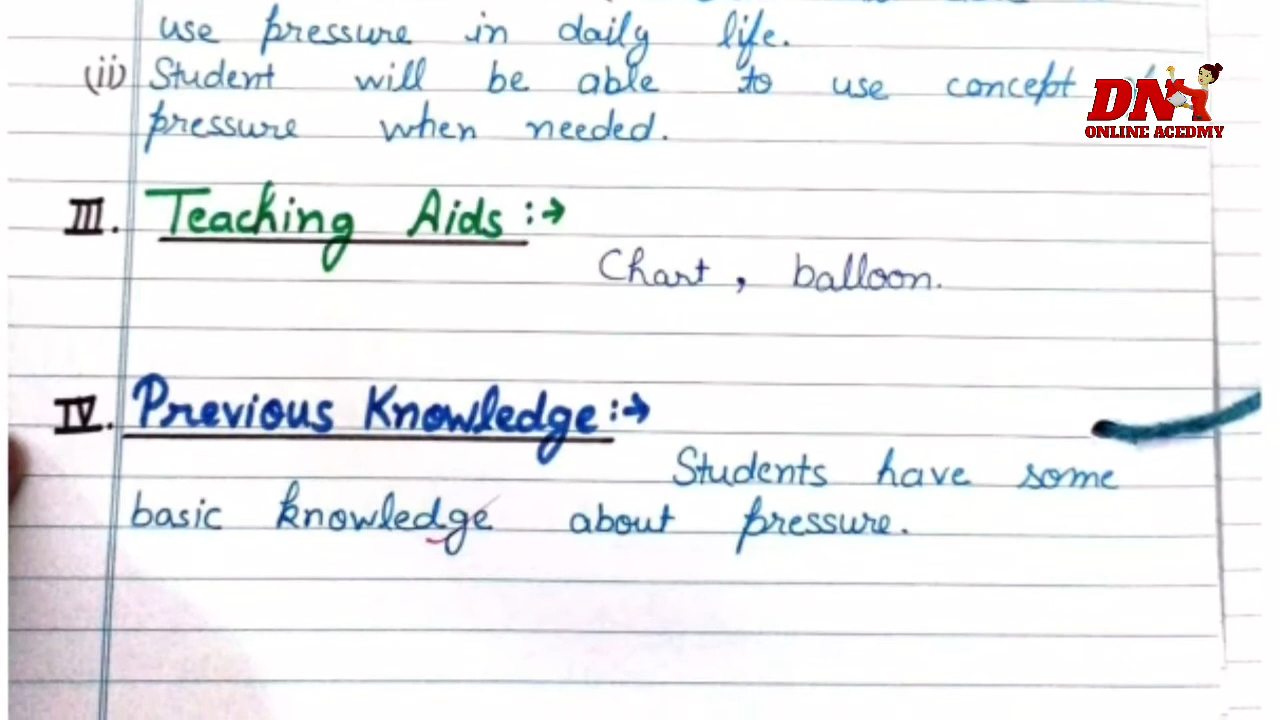 use pressure in daily life.
(ii) Student will be able to use concept
pressure when needed.
DN
ONLINE ACEDMY
III. Teaching Aids :→
Chart, balloon.
IV. Previous Knowledge :→
Students have some
basic knowledge about pressure.